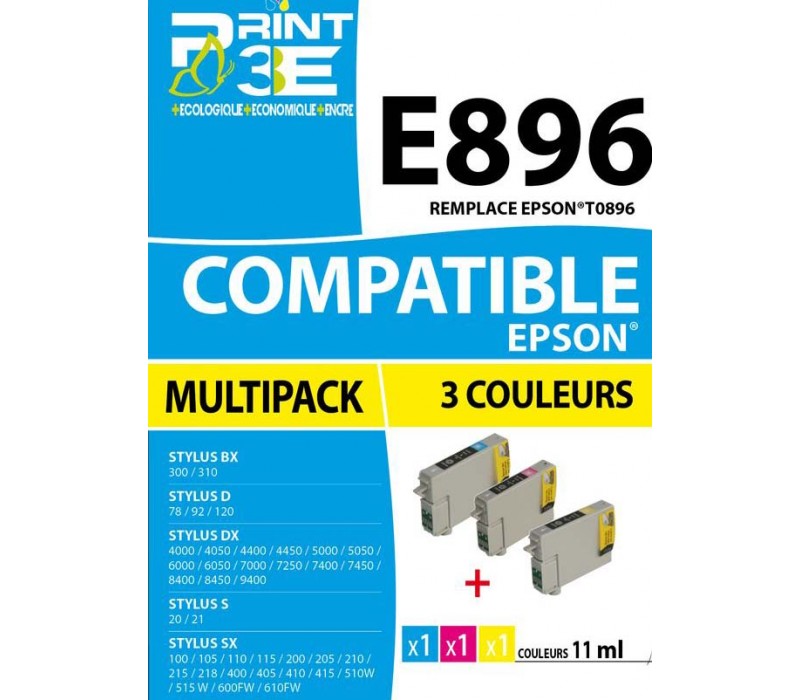 PRINT
3E
+ECOLOGIQUE+ECONOMIQUE+ENCRE
E896
REMPLACE EPSON®T0896
COMPATIBLE
EPSON®
MULTIPACK
3 COULEURS
STYLUS BX
300 / 310
STYLUS D
78 / 92 / 120
STYLUS DX
4000 / 4050 / 4400 / 4450 / 5000 / 5050 /
6000 / 6050 / 7000 / 7250 / 7400 / 7450 /
8400 / 8450 / 9400
STYLUS S
20 / 21
STYLUS SX
100 / 105 / 110 / 115 / 200 / 205 / 210 /
215 / 218 / 400 / 405 / 410 / 415 / 510W
/ 515 W / 600FW / 610FW
+
x1 x1 x1 COULEURS 11 ml